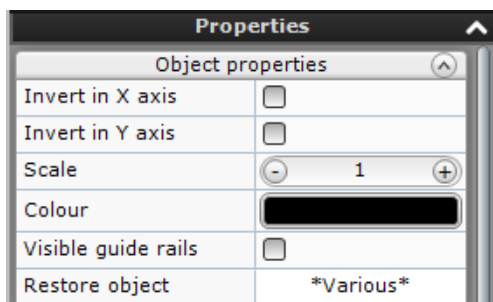 Properties
Object properties
Invert in X axis
Invert in Y axis
Scale - 1 +
Colour
Visible guide rails
Restore object *Various*